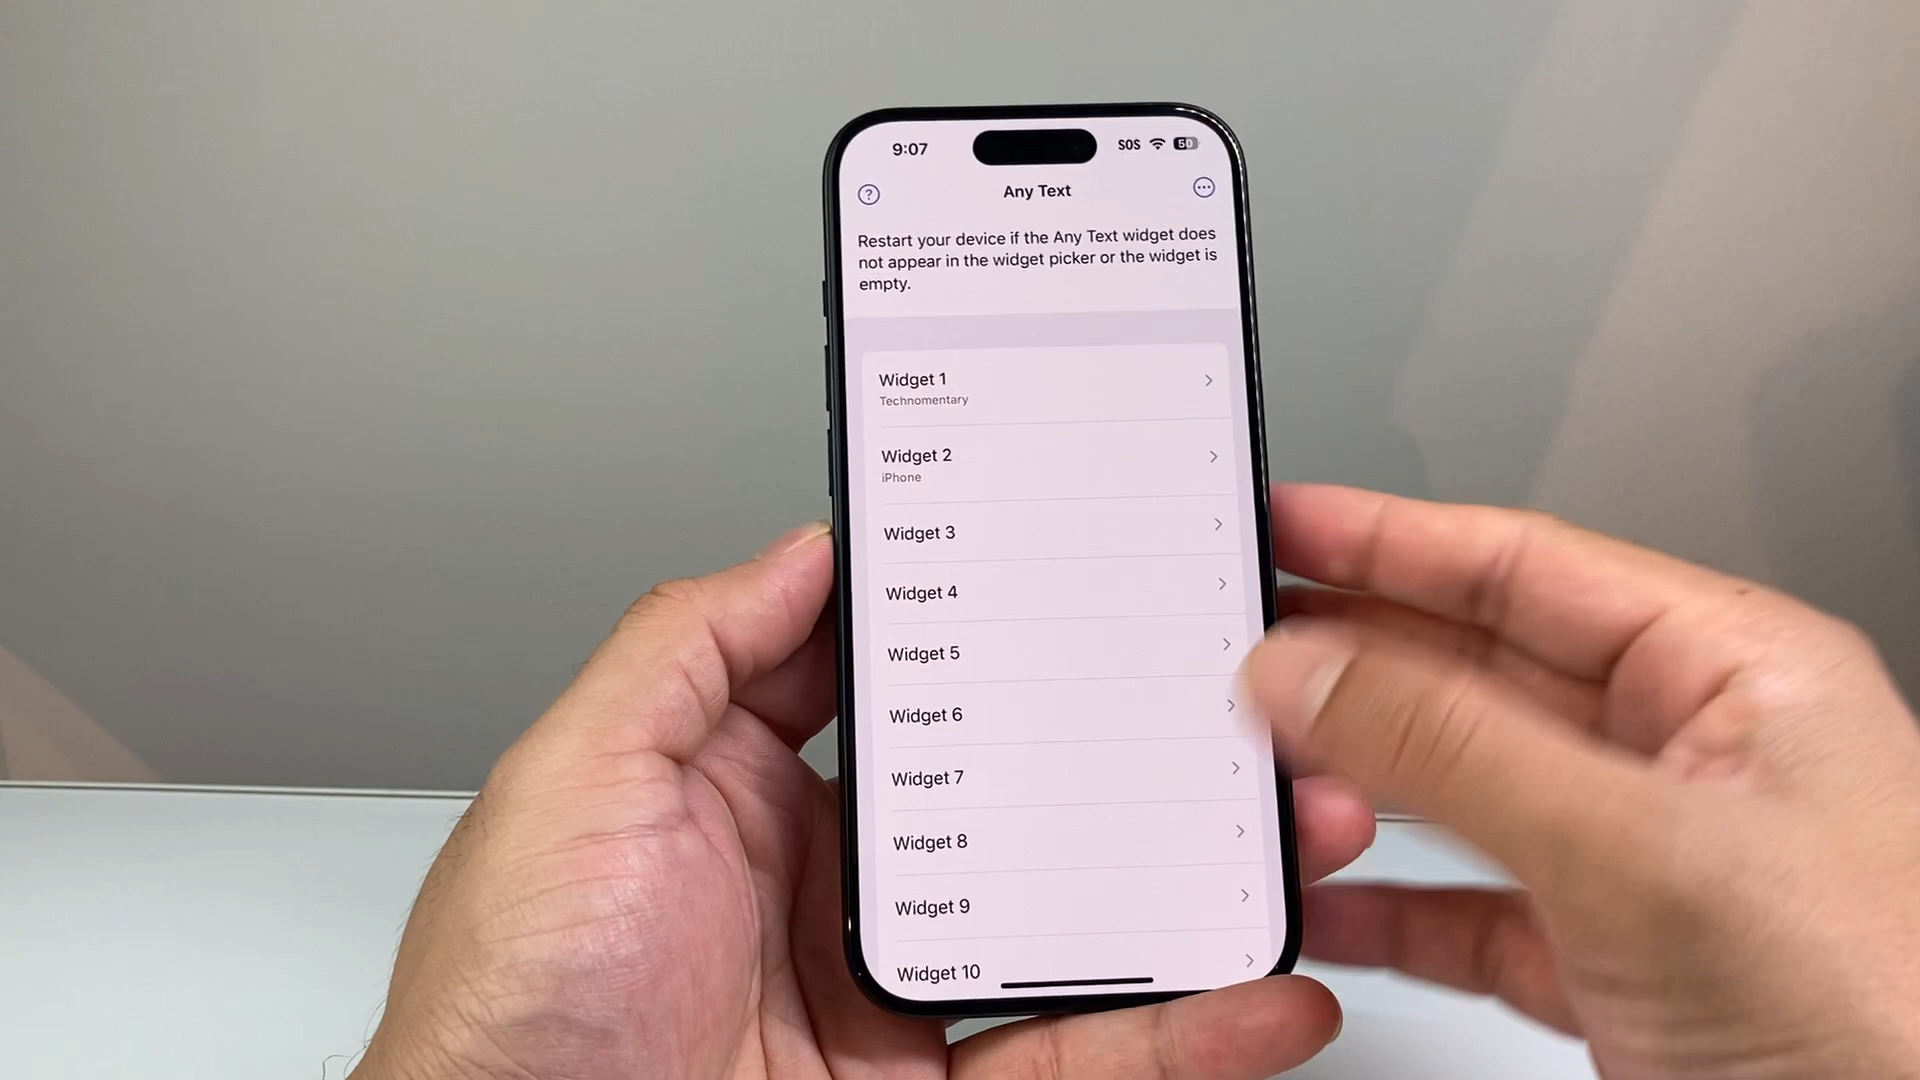 9:07
SOS
50
?
Any Text
Restart your device if the Any Text widget does
not appear in the widget picker or the widget is
empty.
Widget 1
Technomentary
Widget 2
iPhone
Widget 3
Widget 4
Widget 5
Widget 6
Widget 7
Widget 8
Widget 9
Widget 10